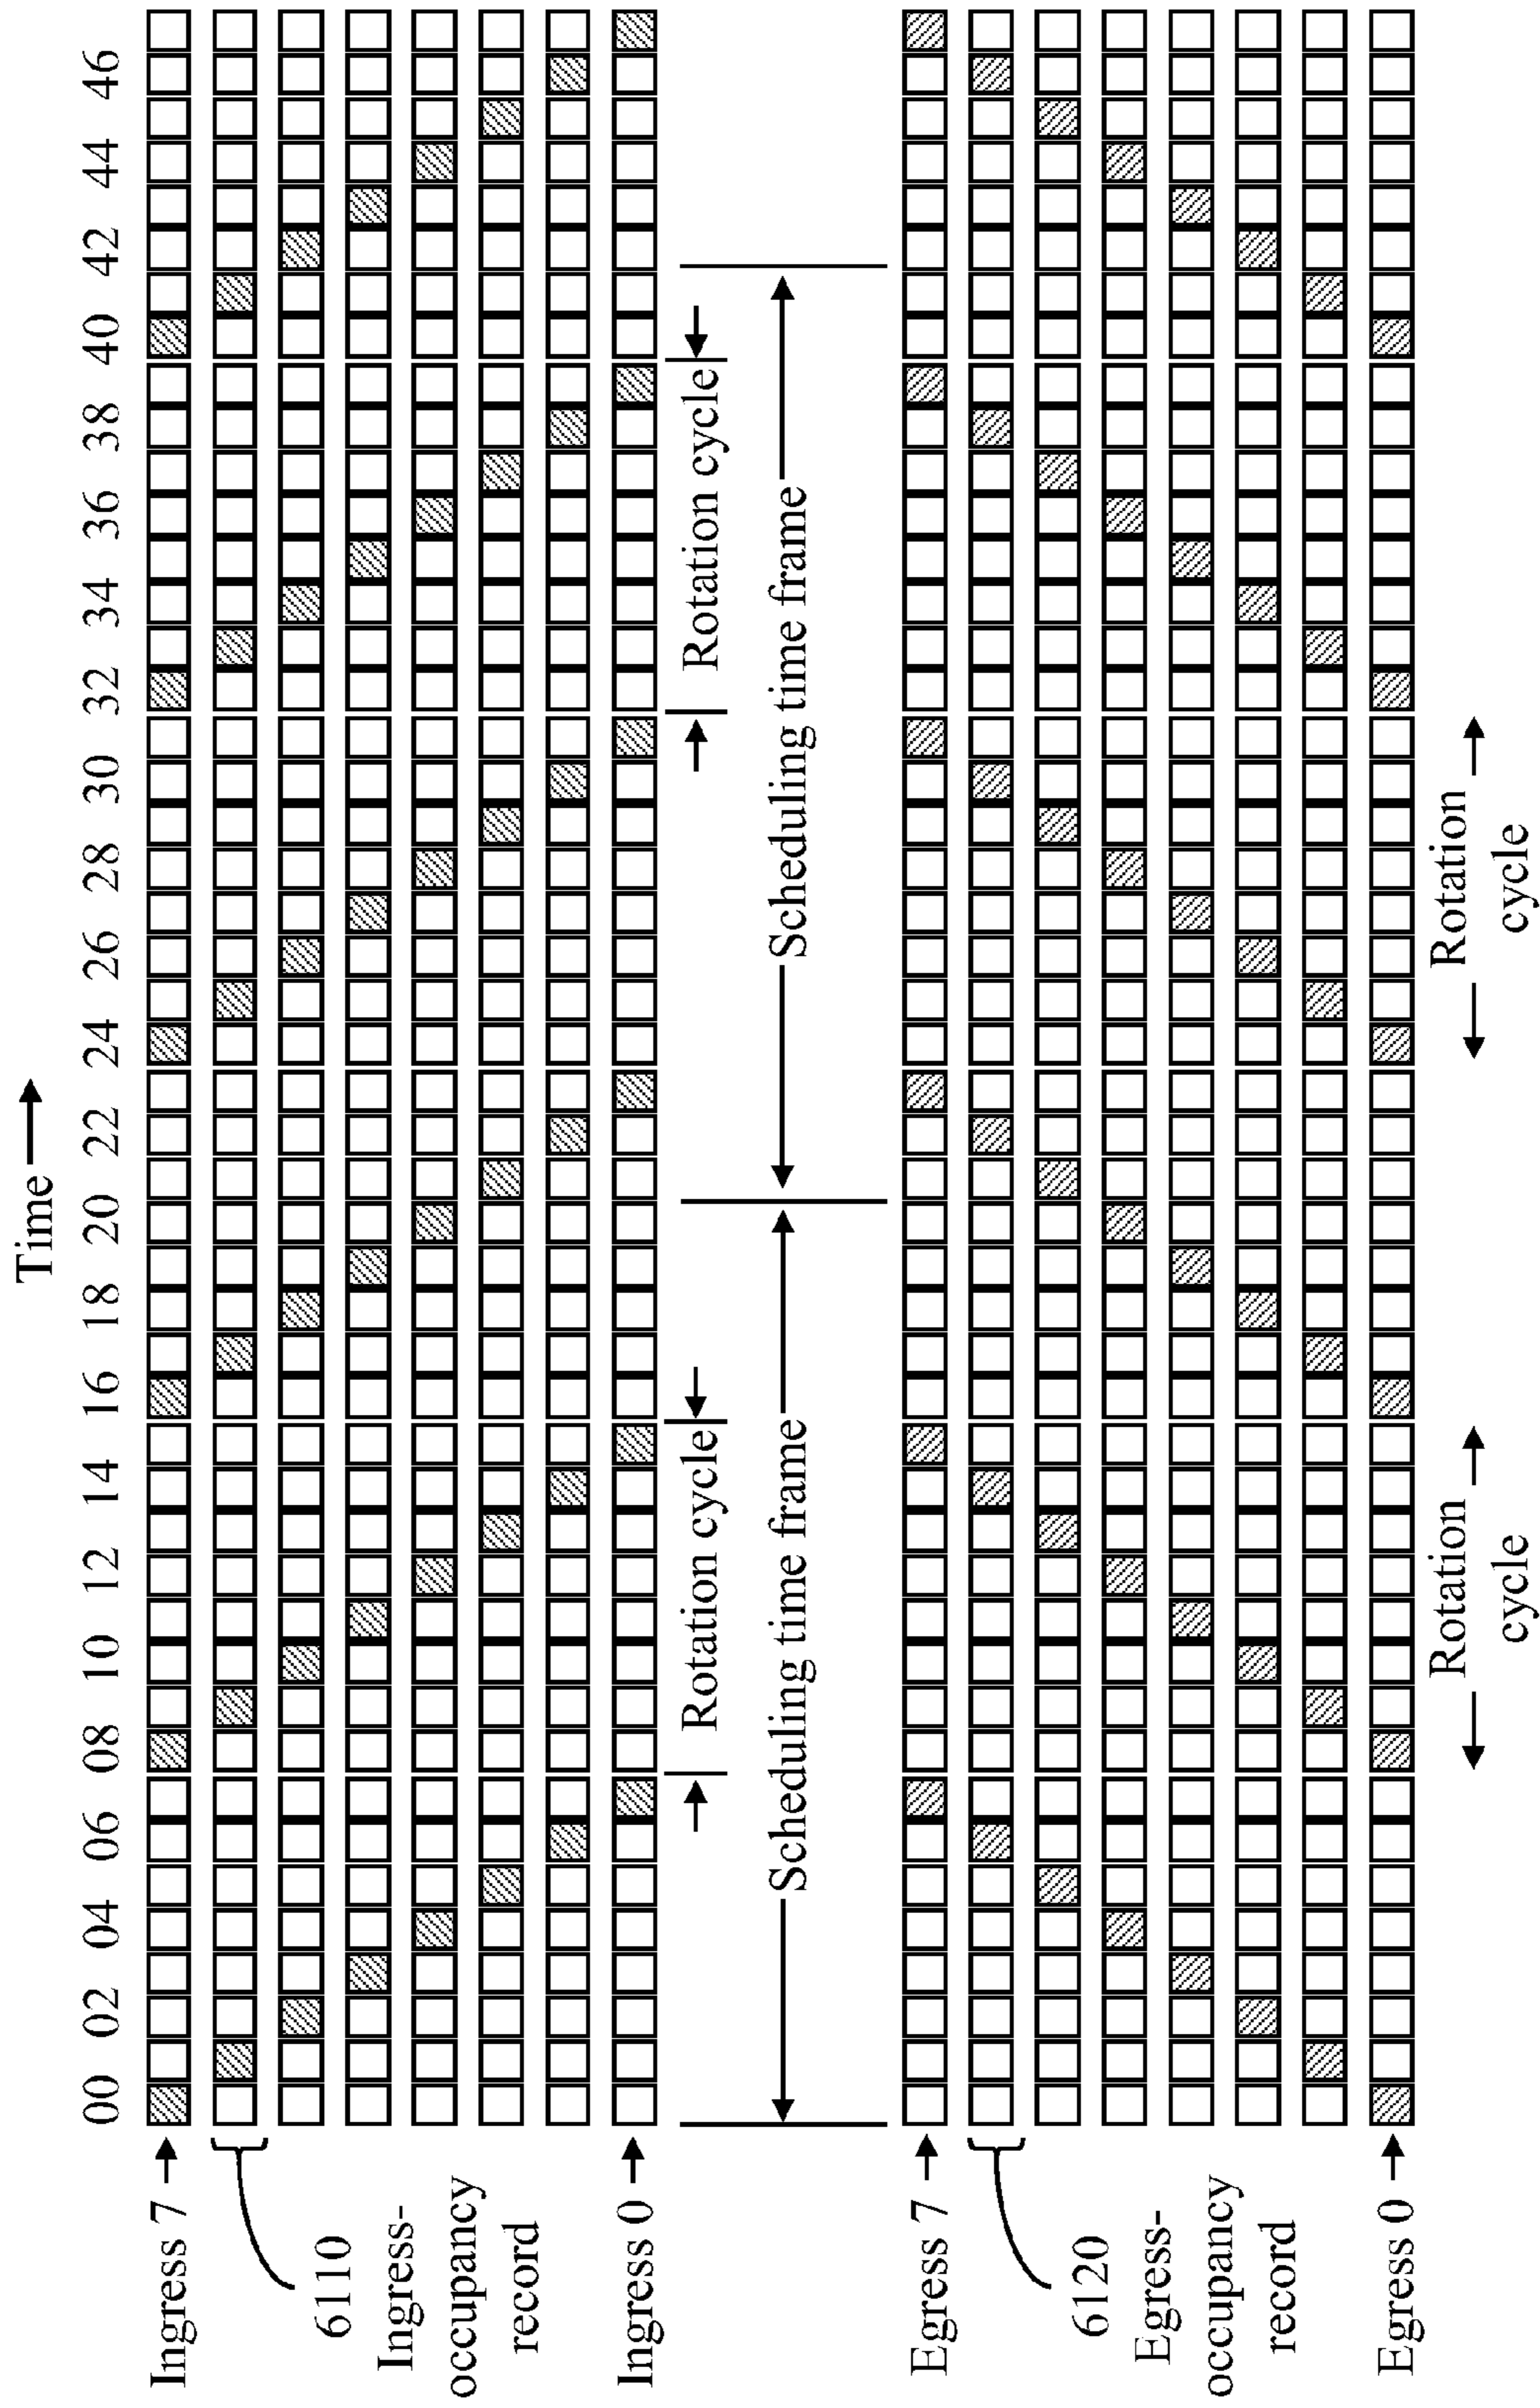 Time
00 02 04 06 08 10 12 14 16 18 20 22 24 26 28 30 32 34 36 38 40 42 44 46
Ingress 7
6110
Ingress-
occupancy
record
Ingress 0
Rotation cycle
Rotation cycle
Scheduling time frame
Scheduling time frame
Egress 7
6120
Egress-
occupancy
record
Egress 0
Rotation
cycle
Rotation
cycle